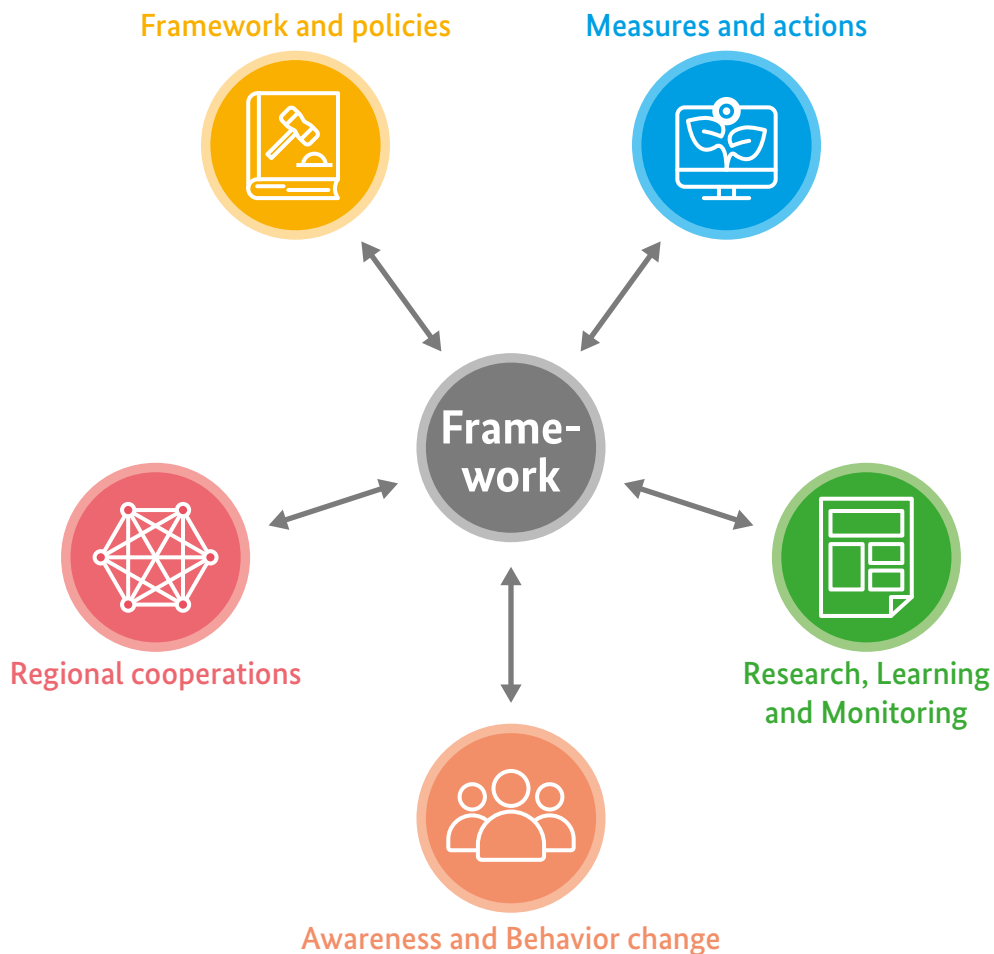 Framework and policies
Measures and actions
Frame-
work
Regional cooperations
Research, Learning
and Monitoring
Awareness and Behavior change